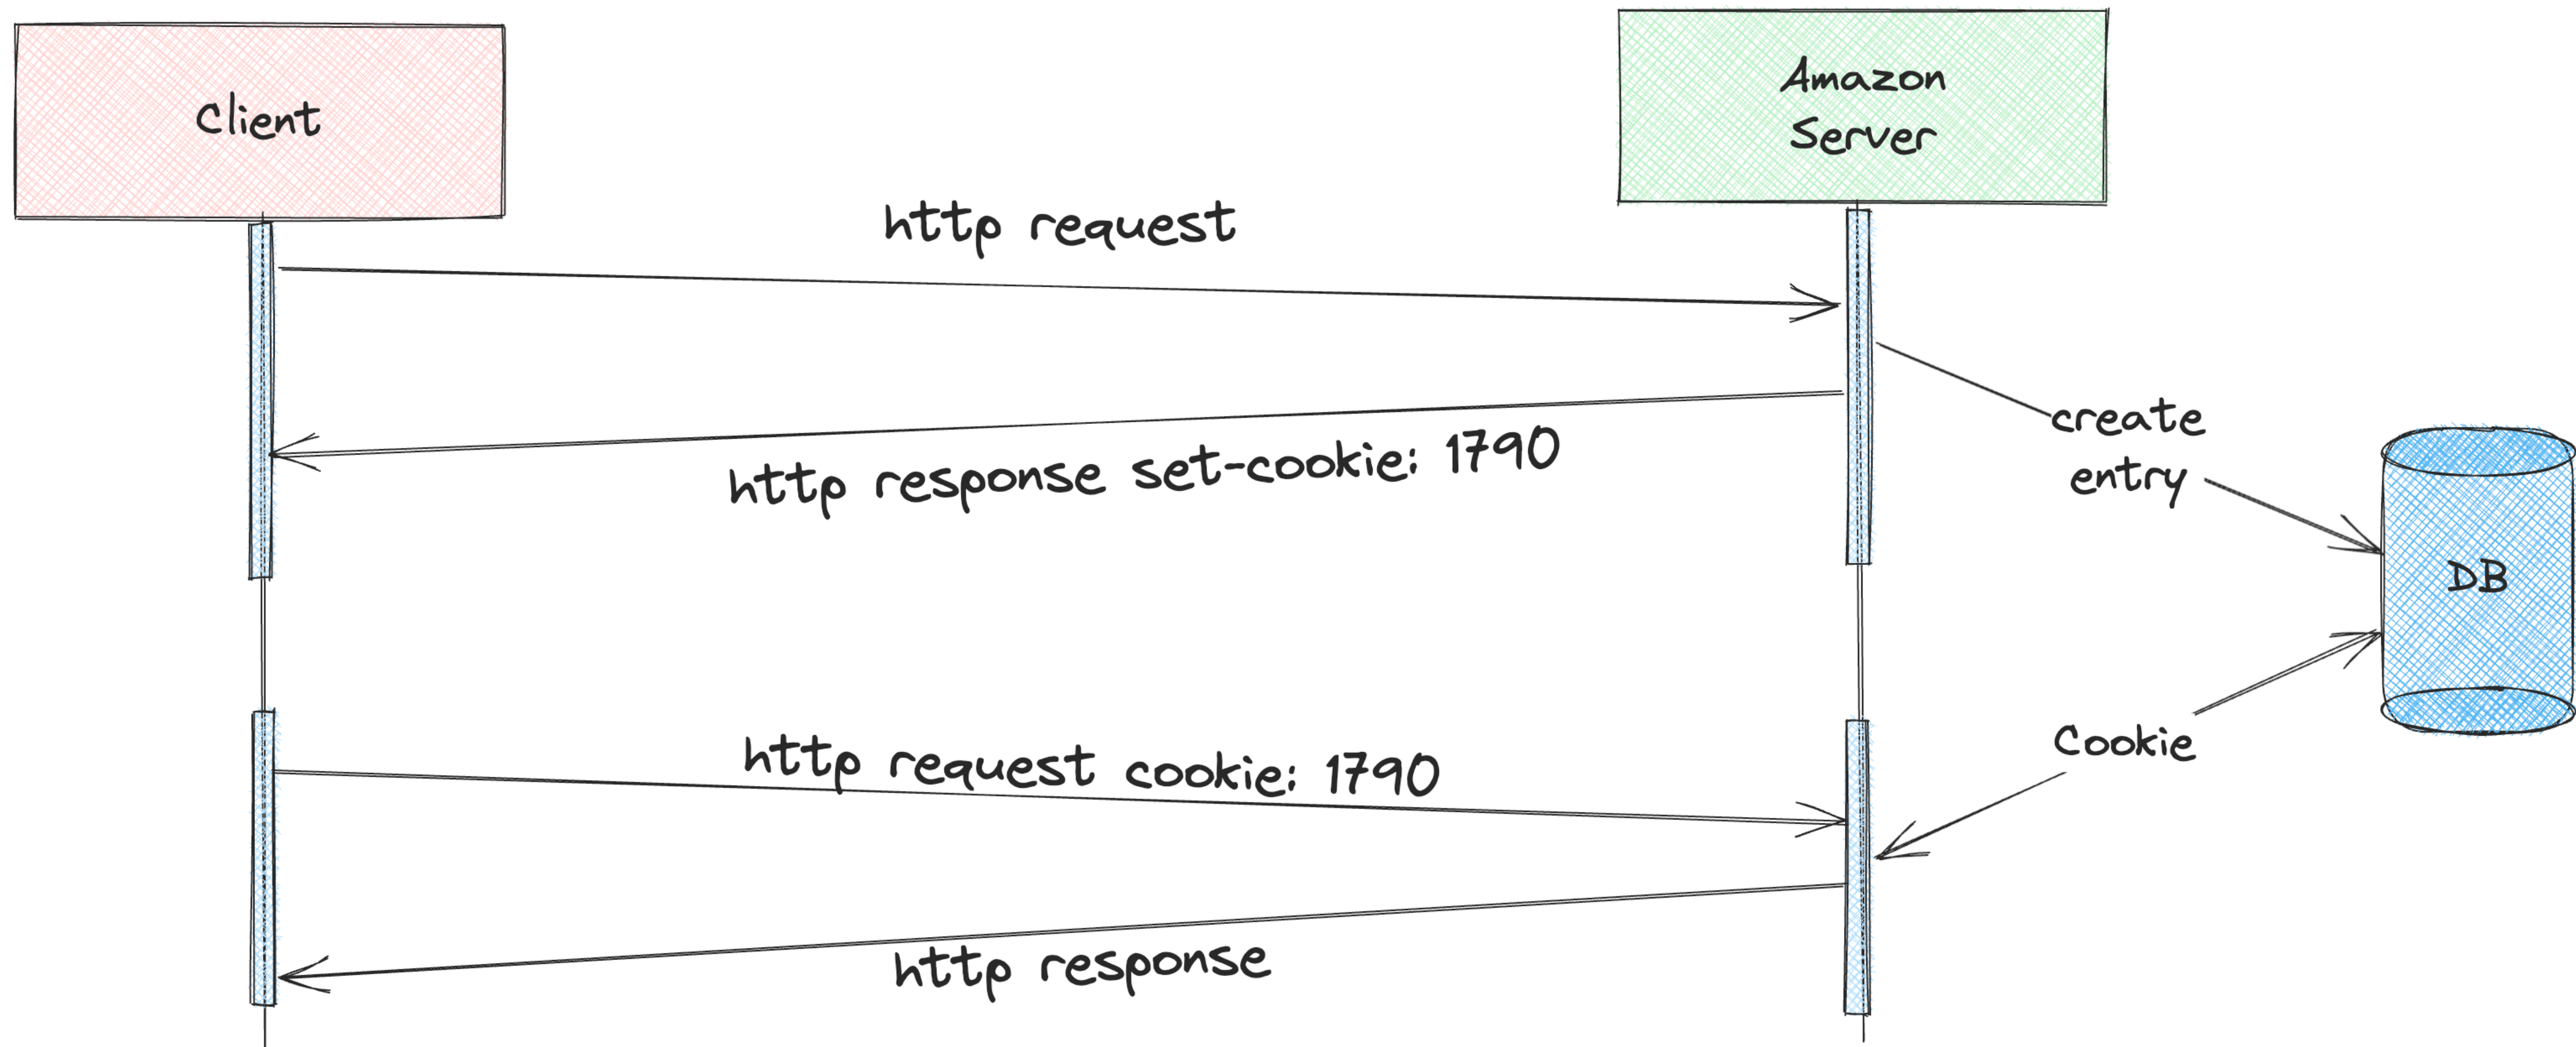 Client
Amazon
Server
http request
create
entry
http response set-cookie: 1790
DB
http request cookie: 1790
Cookie
http response